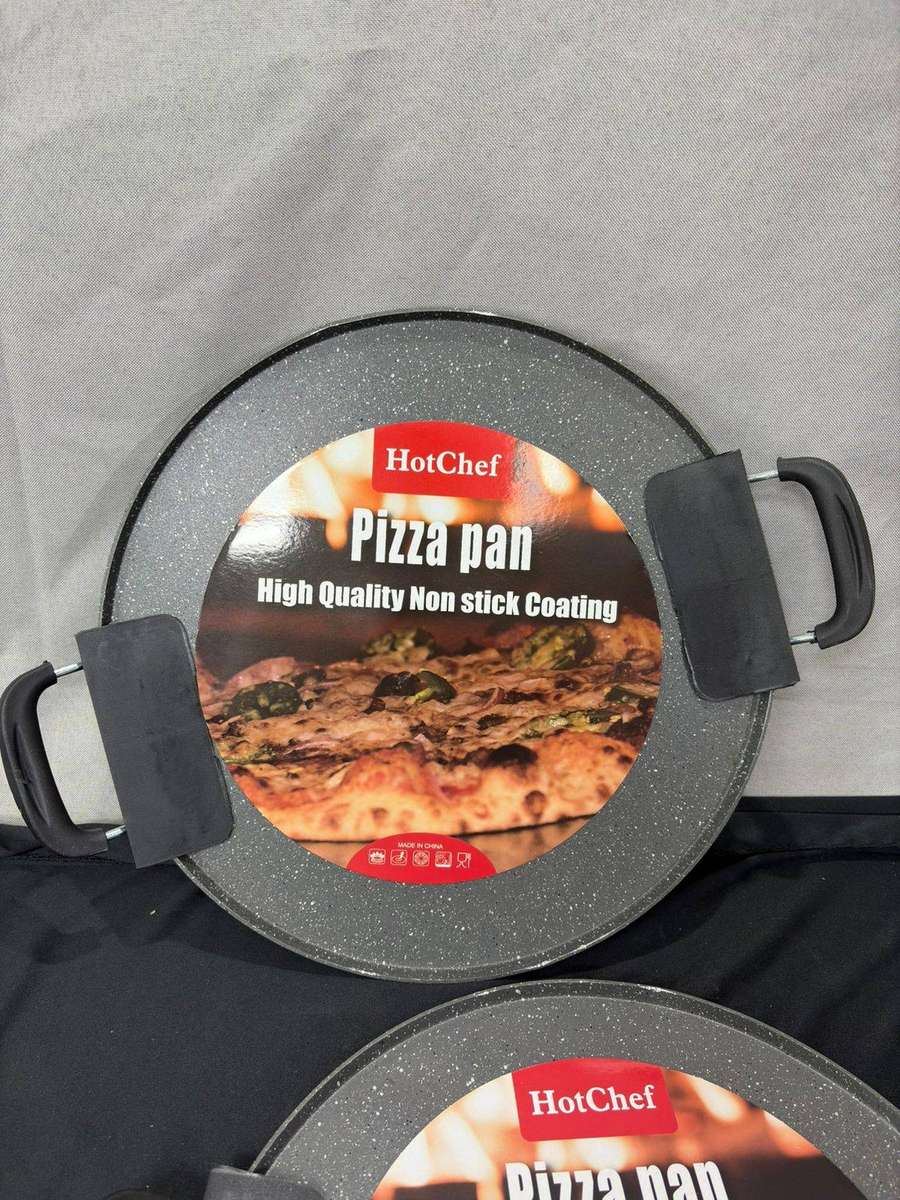 HotChef
Pizza pan
High Quality Non stick Coating
MADE IN CHINA
HotChef
Pizza pan